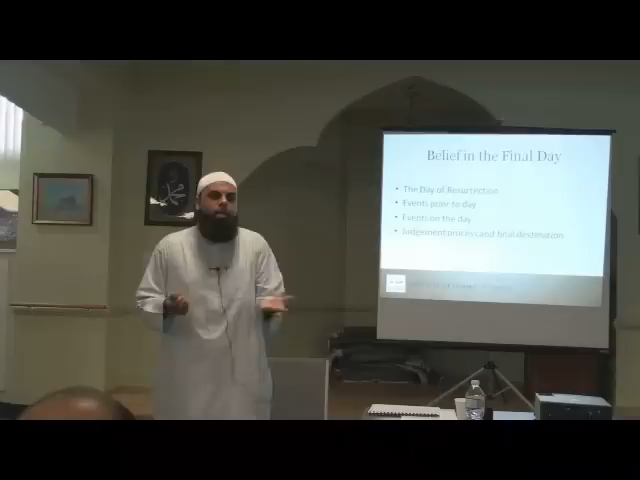 Belief in the Final Day
• The Day of Resurrection
• Events prior to day
• Events on the day
• Judgement process and final destination